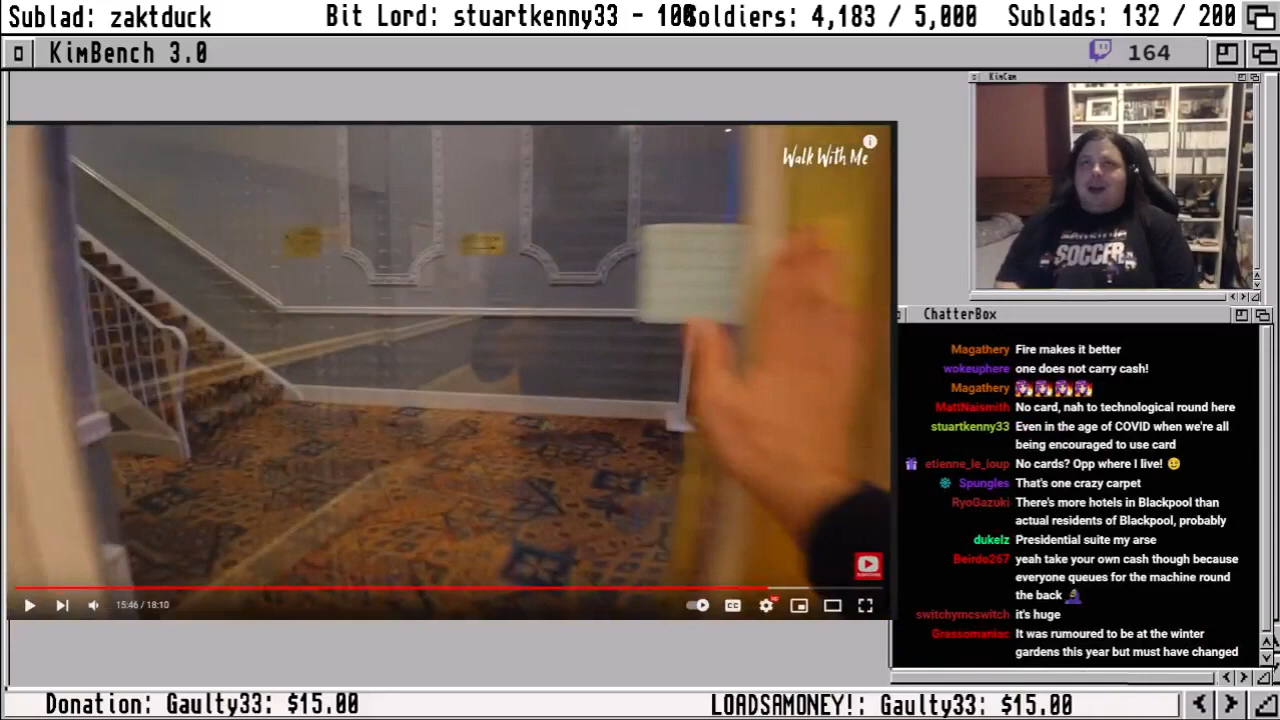 Sublad: zaktduck
Bit Lord: stuartkenny33 - 100
Soldiers: 4,183 / 5,000
Sublads: 132 / 200
KimBench 3.0
164
KimCam
Walk With Me
SOCCER
15:46 / 18:10
CC
HD
ChatterBox
Magathery Fire makes it better
wokeuphere one does not carry cash!
Magathery
MattNaismith No card, nah to technological round here
stuartkenny33 Even in the age of COVID when we're all
being encouraged to use card
etienne_le_loup No cards? Opp where I live!
Spungles That's one crazy carpet
RyoGazuki There's more hotels in Blackpool than
actual residents of Blackpool, probably
dukelz Presidential suite my arse
Beirdo267 yeah take your own cash though because
everyone queues for the machine round
the back
switchymcswitch it's huge
Grassomaniac It was rumoured to be at the winter
gardens this year but must have changed
Donation: Gaulty33: $15.00
LOADSAMONEY!: Gaulty33: $15.00